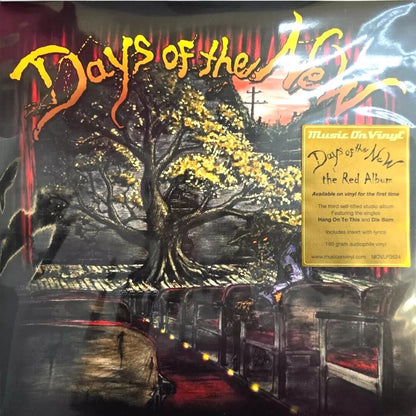 Days of the New
Music On Vinyl
Days of the New
the Red Album
Available on vinyl for the first time
The third self-titled studio album
Featuring the singles
Hang On To This and Die Born
Includes insert with lyrics
180 gram audiophile vinyl
www.musiconvinyl.com MOVLP3524